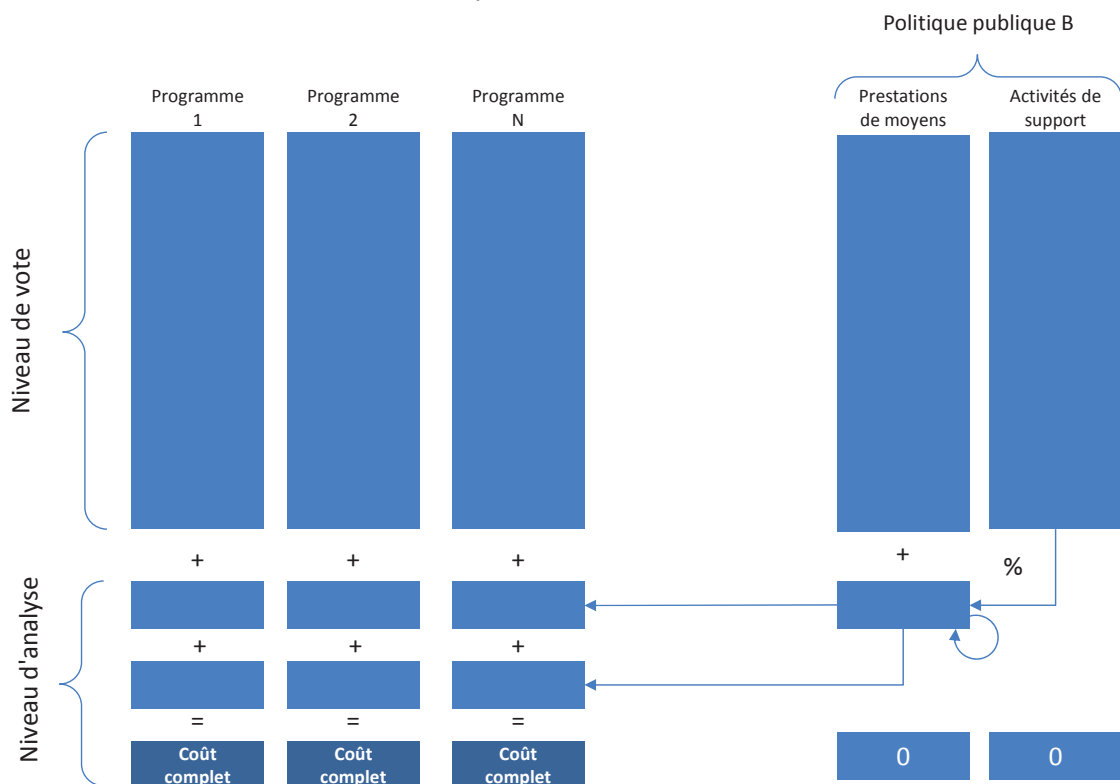 Politique publique B
Programme
1
Programme
2
Programme
N
Prestations
de moyens
Activités de
support
Niveau de vote
+
+
+
+
%
Niveau d'analyse
+
+
+
=
=
=
Coût
complet
Coût
complet
Coût
complet
0
0